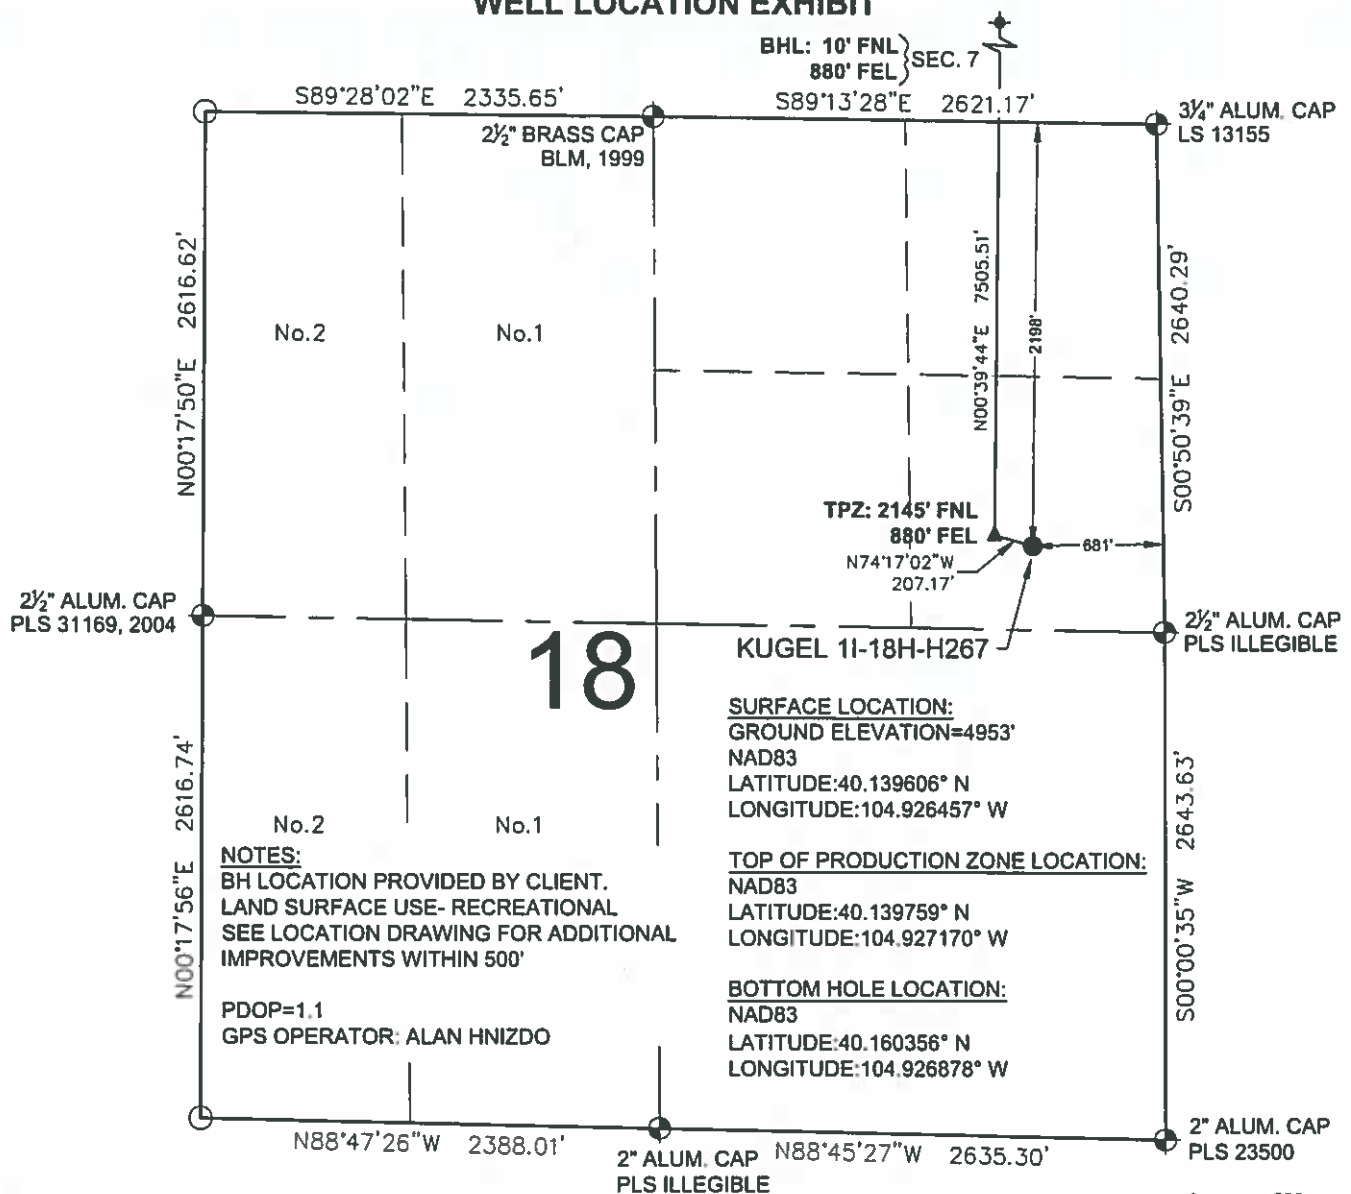 WELL LOCATION EXHIBIT
BHL: 10' FNL
880' FEL
SEC. 7
S89°28'02"E 2335.65'
S89°13'28"E 2621.17'
3¼" ALUM. CAP
LS 13155
2½" BRASS CAP
BLM, 1999
N00°17'50"E 2616.62'
No.2
No.1
N00°39'44"E 7505.51'
2198'
S00°50'39"E 2640.29'
TPZ: 2145' FNL
880' FEL
N74°17'02"W
207.17'
681'
2½" ALUM. CAP
PLS 31169, 2004
2½" ALUM. CAP
PLS ILLEGIBLE
18
KUGEL 1I-18H-H267
SURFACE LOCATION:
GROUND ELEVATION=4953'
NAD83
LATITUDE:40.139606° N
LONGITUDE:104.926457° W
N00°17'56"E 2616.74'
No.2
No.1
S00°00'35"W 2643.63'
NOTES:
BH LOCATION PROVIDED BY CLIENT.
LAND SURFACE USE- RECREATIONAL
SEE LOCATION DRAWING FOR ADDITIONAL
IMPROVEMENTS WITHIN 500'
PDOP=1.1
GPS OPERATOR: ALAN HNIZDO
TOP OF PRODUCTION ZONE LOCATION:
NAD83
LATITUDE:40.139759° N
LONGITUDE:104.927170° W
BOTTOM HOLE LOCATION:
NAD83
LATITUDE:40.160356° N
LONGITUDE:104.926878° W
N88°47'26"W 2388.01'
2" ALUM. CAP
PLS ILLEGIBLE
N88°45'27"W 2635.30'
2" ALUM. CAP
PLS 23500